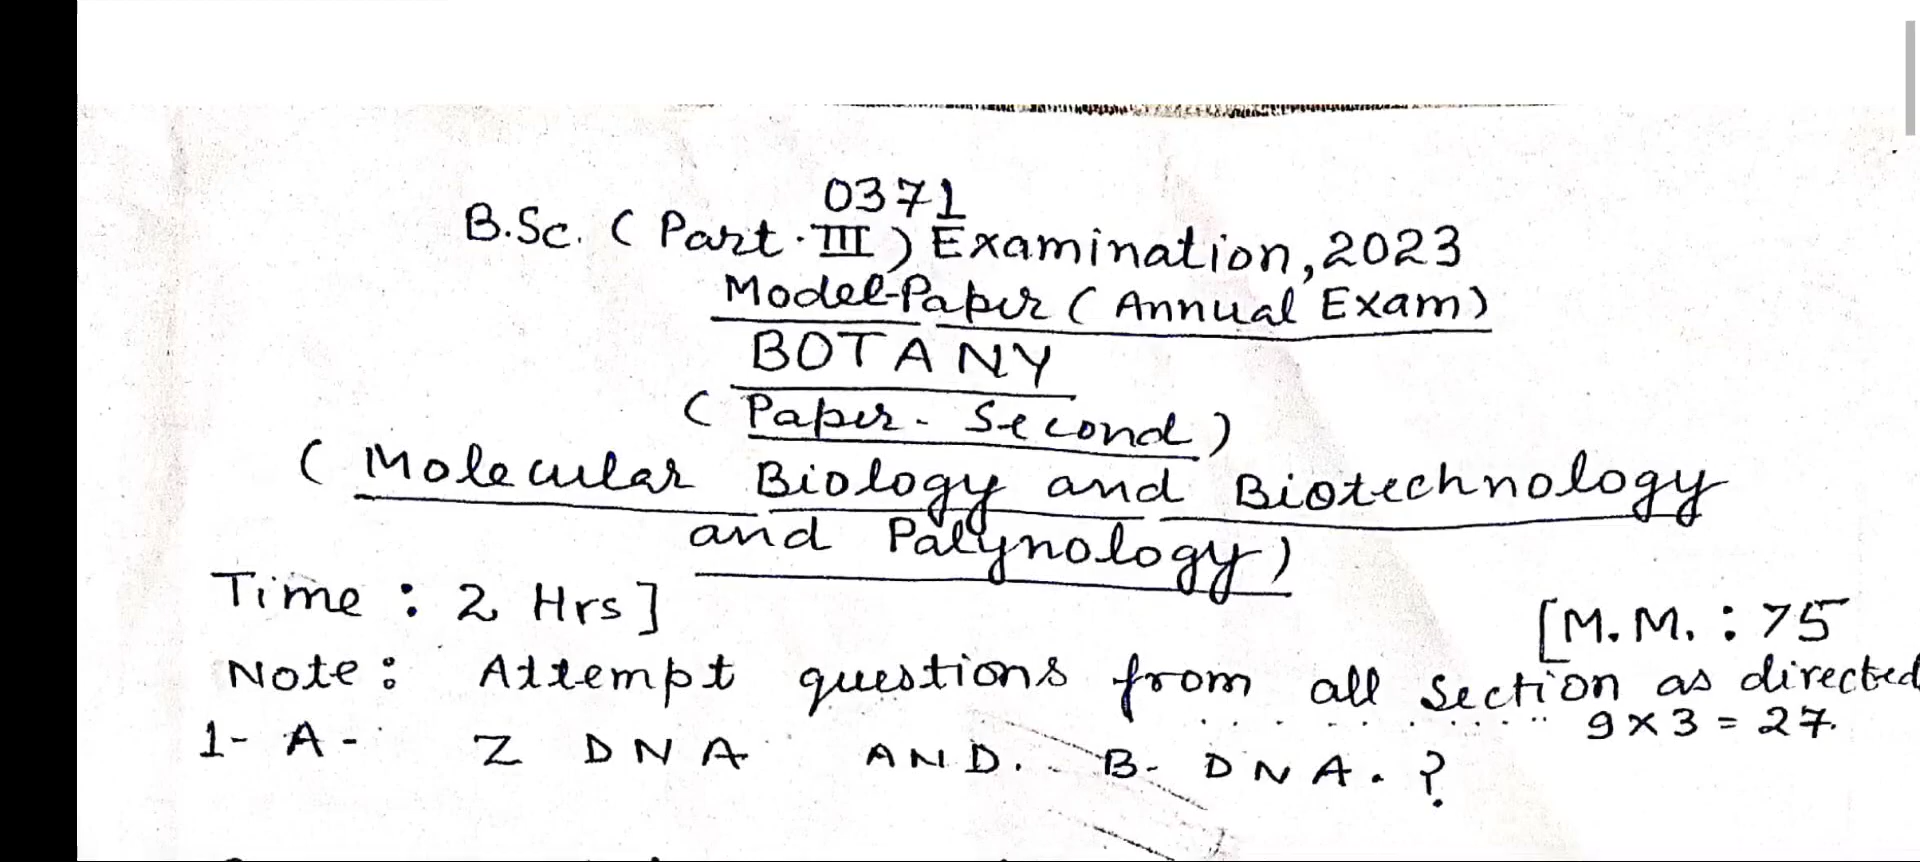 0371
B.Sc. (Part-III) Examination, 2023
Model-Paper (Annual Exam)
BOTANY
(Paper- Second)
(Molecular Biology and Biotechnology
and Palynology)
Time : 2 Hrs] [M.M. : 75
Note : Attempt questions from all section as directed
9 x 3 = 27.
1- A- Z DNA AND. B- DNA. ?